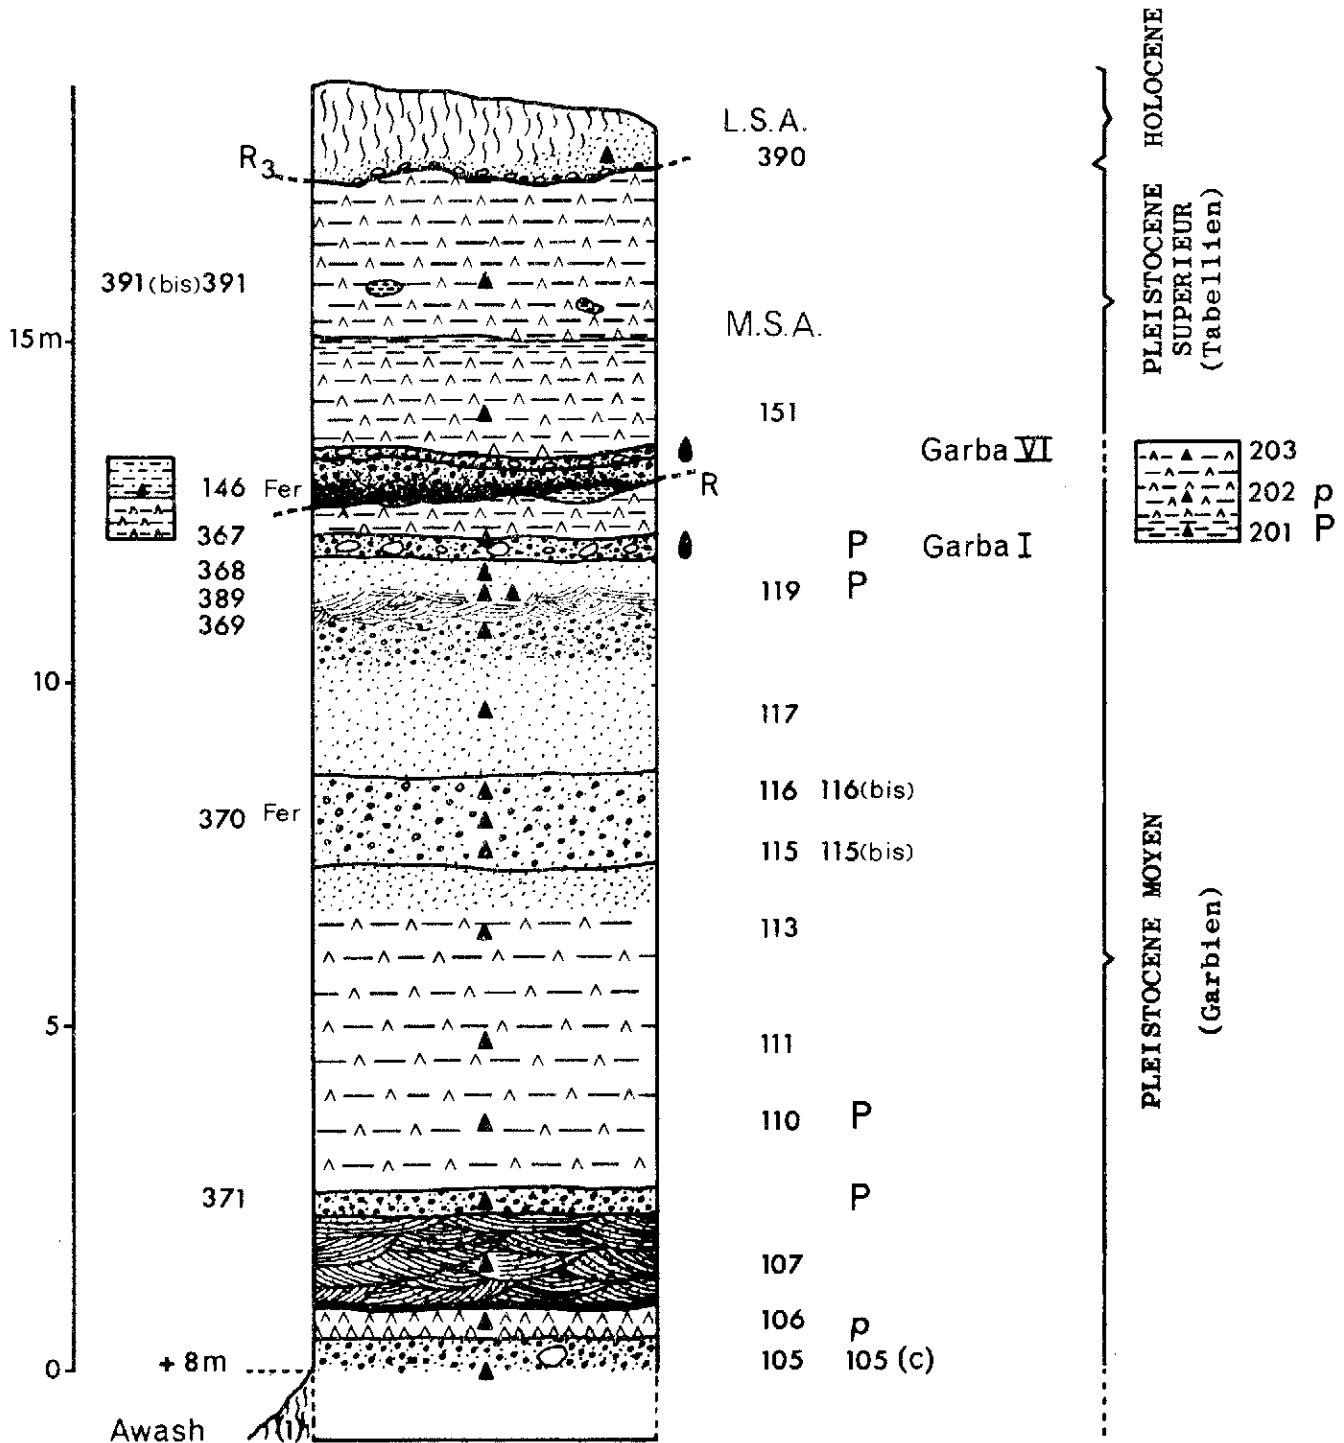 HOLOCENE
L.S.A.
R3
390
PLEISTOCENE SUPERIEUR
(Tabellien)
391(bis) 391
15m
M.S.A.
151
Garba VI
203
146 Fer
R
202 p
367
P Garba I
201 P
368
119 P
389
369
10
117
116 116(bis)
370 Fer
115 115(bis)
113
PLEISTOCENE MOYEN
(Garbien)
5
111
110 P
371
P
107
106 p
0
+8m
105 105(c)
Awash
(1)